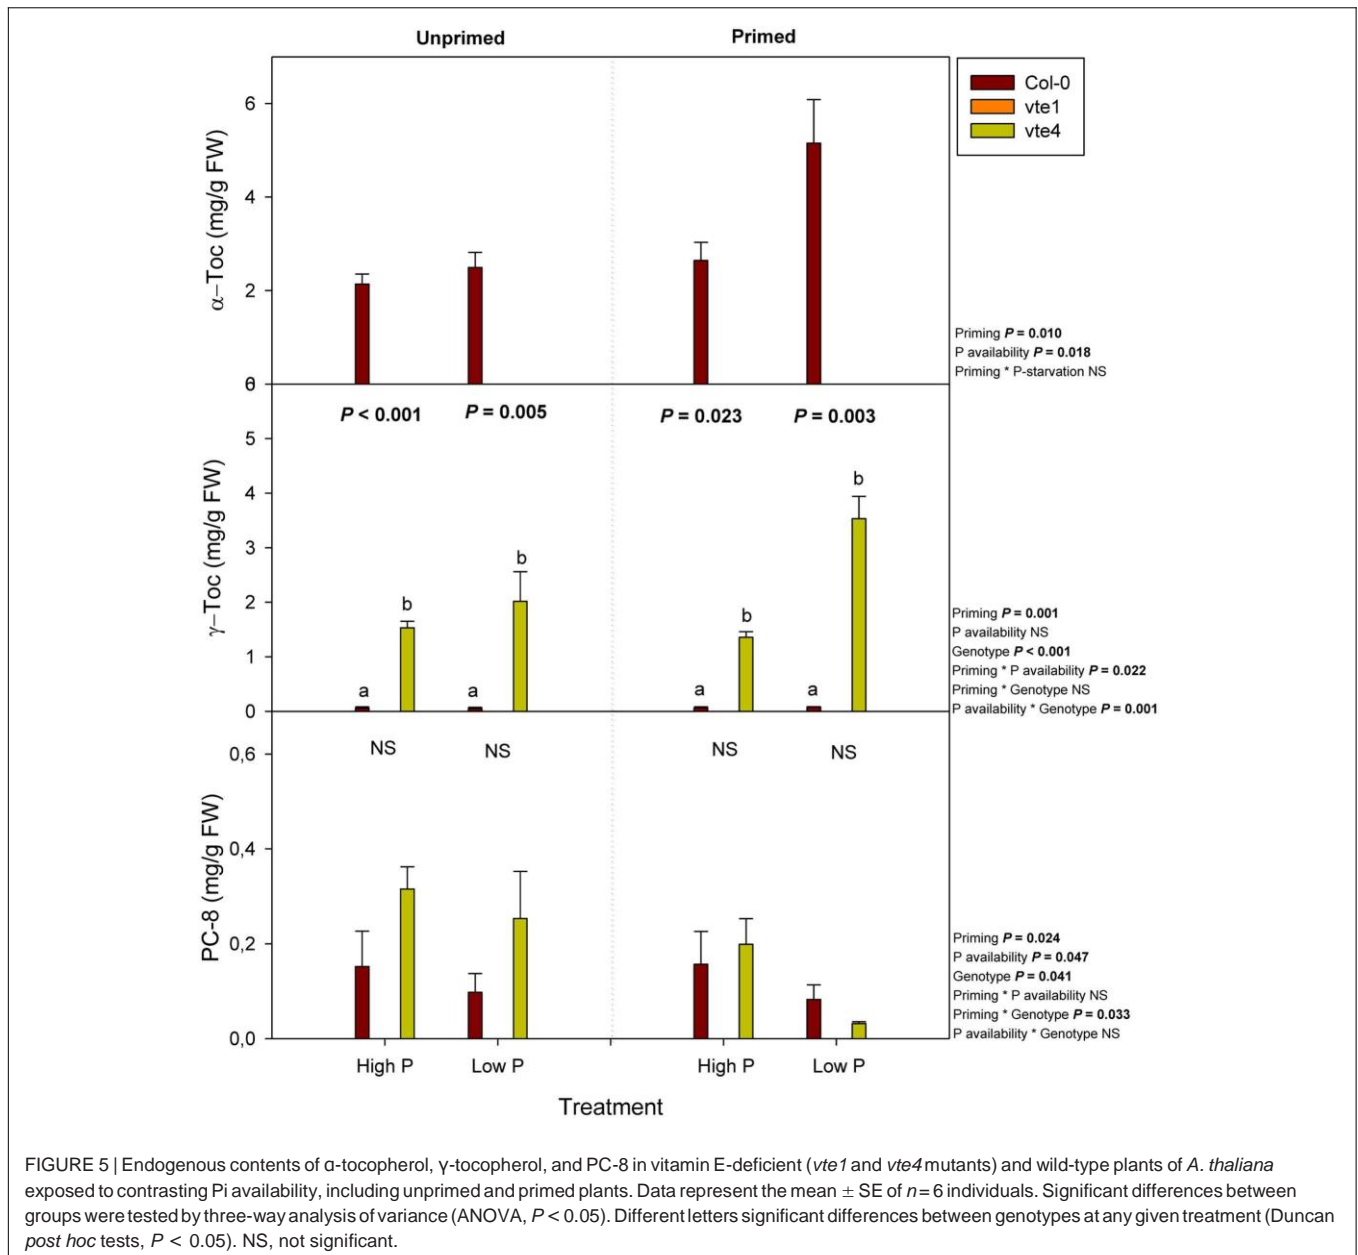 Unprimed Primed
Col-0
vte1
vte4
α–Toc (mg/g FW)
6
4
2
0
Priming P = 0.010
P availability P = 0.018
Priming * P-starvation NS
γ–Toc (mg/g FW)
6
5
4
3
2
1
0
P < 0.001 P = 0.005 P = 0.023 P = 0.003
a b a b a b a b
Priming P = 0.001
P availability NS
Genotype P < 0.001
Priming * P availability P = 0.022
Priming * Genotype NS
P availability * Genotype P = 0.001
PC-8 (mg/g FW)
0,6
0,4
0,2
0,0
NS NS NS NS
Priming P = 0.024
P availability P = 0.047
Genotype P = 0.041
Priming * P availability NS
Priming * Genotype P = 0.033
P availability * Genotype NS
High P Low P High P Low P
Treatment
FIGURE 5 | Endogenous contents of α-tocopherol, γ-tocopherol, and PC-8 in vitamin E-deficient (vte1 and vte4 mutants) and wild-type plants of A. thaliana
exposed to contrasting Pi availability, including unprimed and primed plants. Data represent the mean ± SE of n = 6 individuals. Significant differences between
groups were tested by three-way analysis of variance (ANOVA, P < 0.05). Different letters significant differences between genotypes at any given treatment (Duncan
post hoc tests, P < 0.05). NS, not significant.